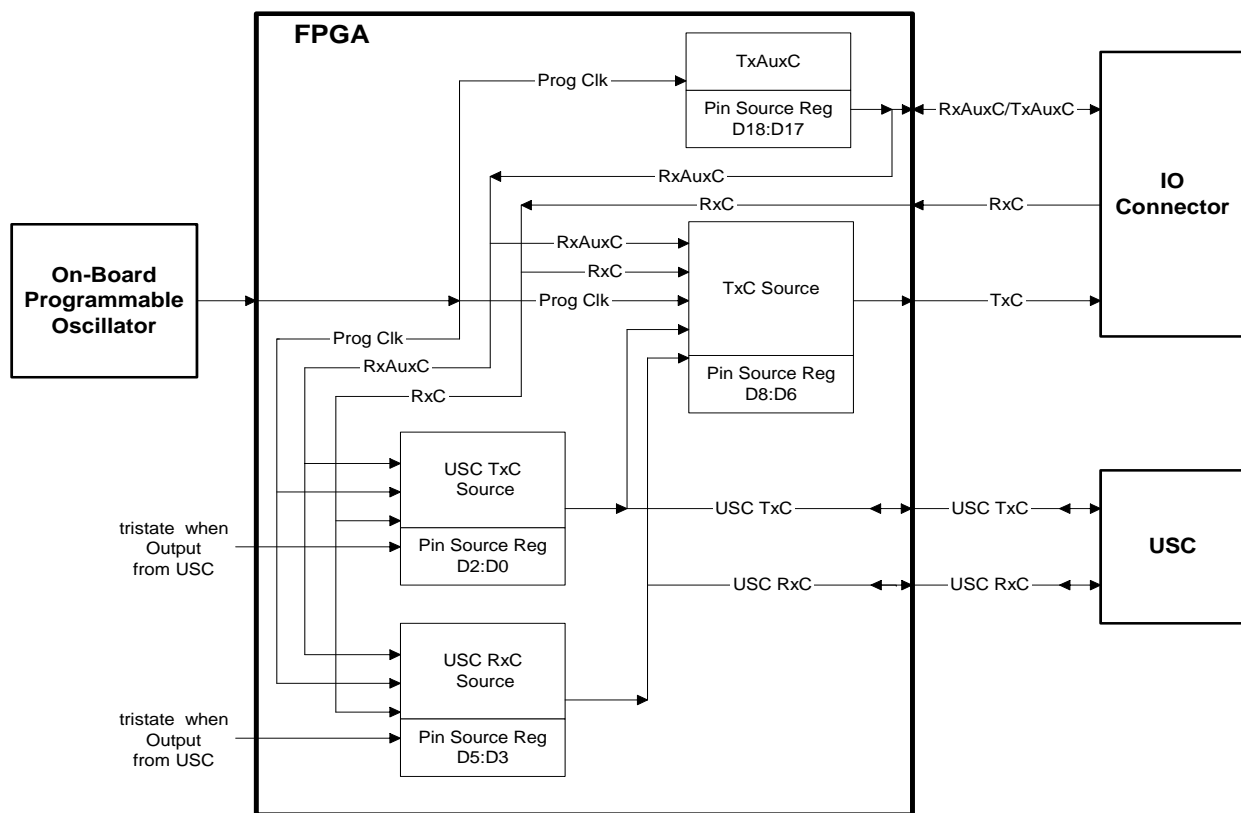 FPGA
TxAuxC
Prog Clk
Pin Source Reg
D18:D17
RxAuxC/TxAuxC
IO
Connector
RxAuxC
RxC
RxC
On-Board
Programmable
Oscillator
RxAuxC
RxC
Prog Clk
TxC Source
TxC
Prog Clk
RxAuxC
RxC
Pin Source Reg
D8:D6
USC TxC
Source
Pin Source Reg
D2:D0
tristate when
Output
from USC
USC TxC
USC TxC
USC
USC RxC
USC RxC
USC RxC
Source
Pin Source Reg
D5:D3
tristate when
Output
from USC